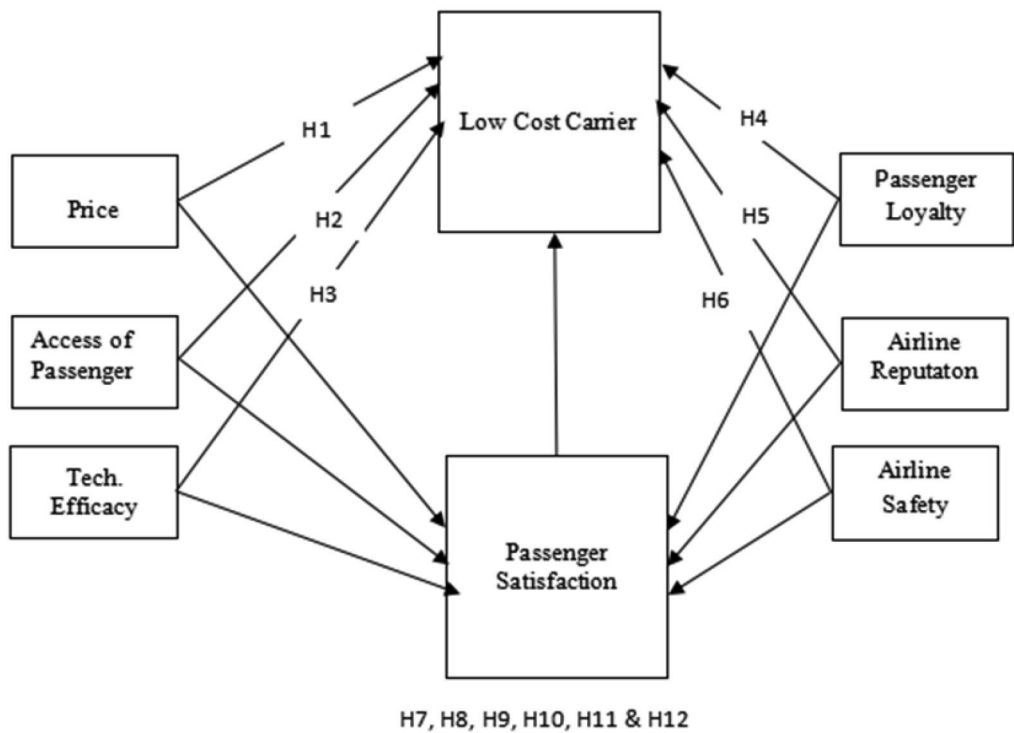 Low Cost Carrier
H1
H2
H3
H4
H5
H6
Price
Access of
Passenger
Tech.
Efficacy
Passenger
Loyalty
Airline
Reputaton
Airline
Safety
Passenger
Satisfaction
H7, H8, H9, H10, H11 & H12